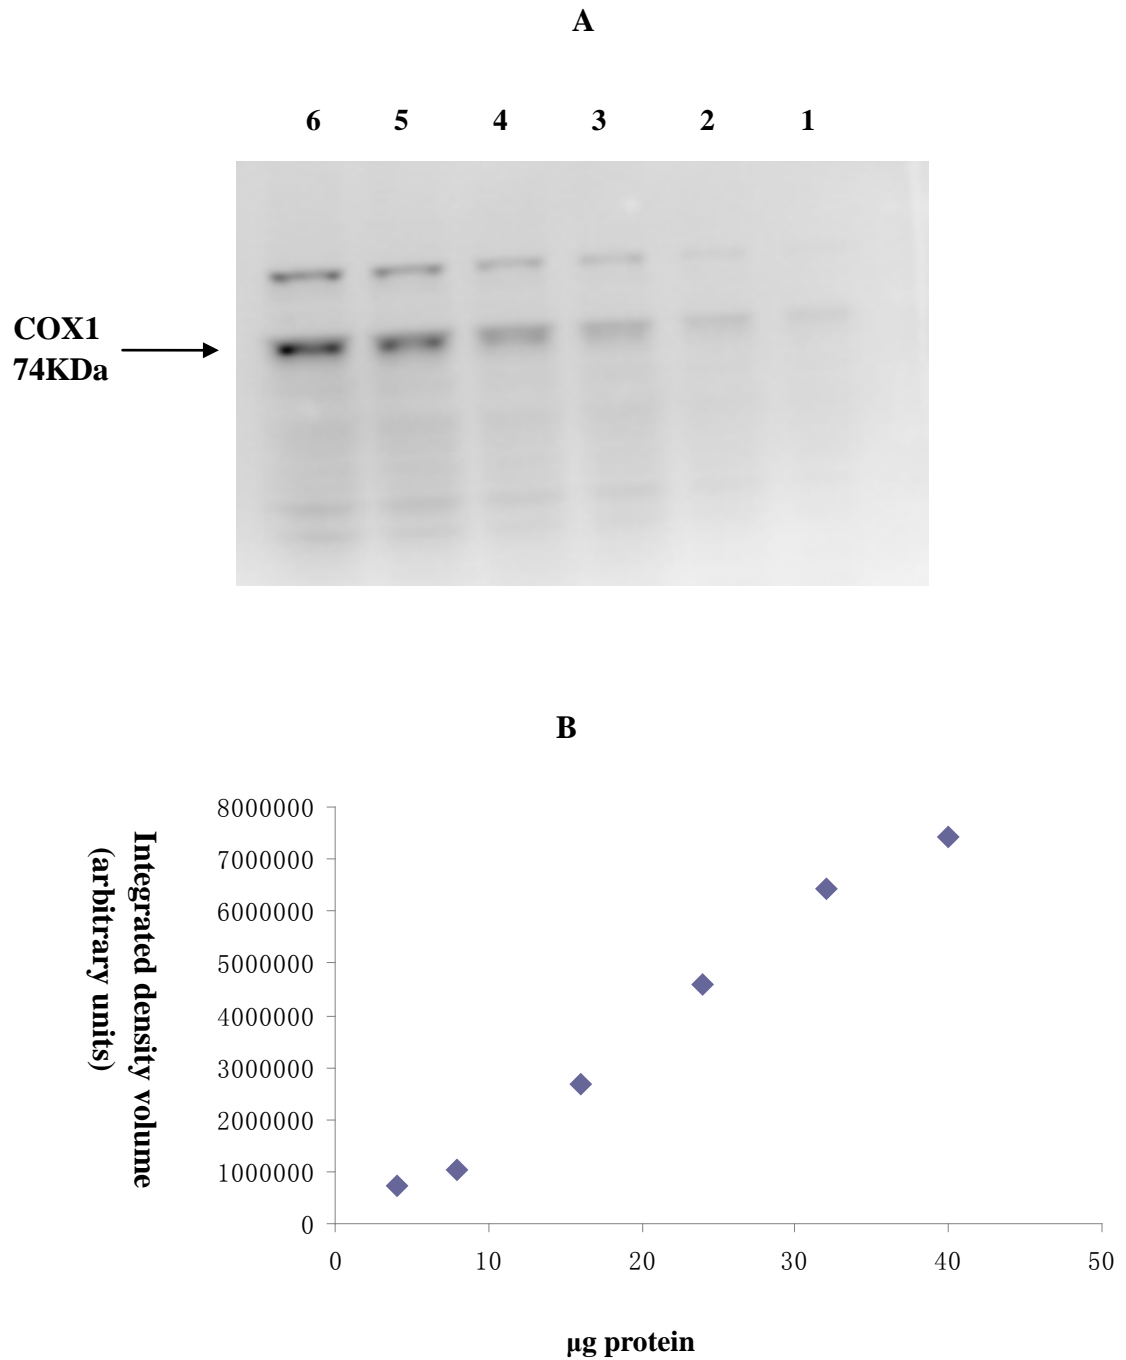 A
6 5 4 3 2 1
COX1
74KDa
B
8000000
7000000
6000000
5000000
4000000
3000000
2000000
1000000
0
Integrated density volume
(arbitrary units)
0 10 20 30 40 50
µg protein